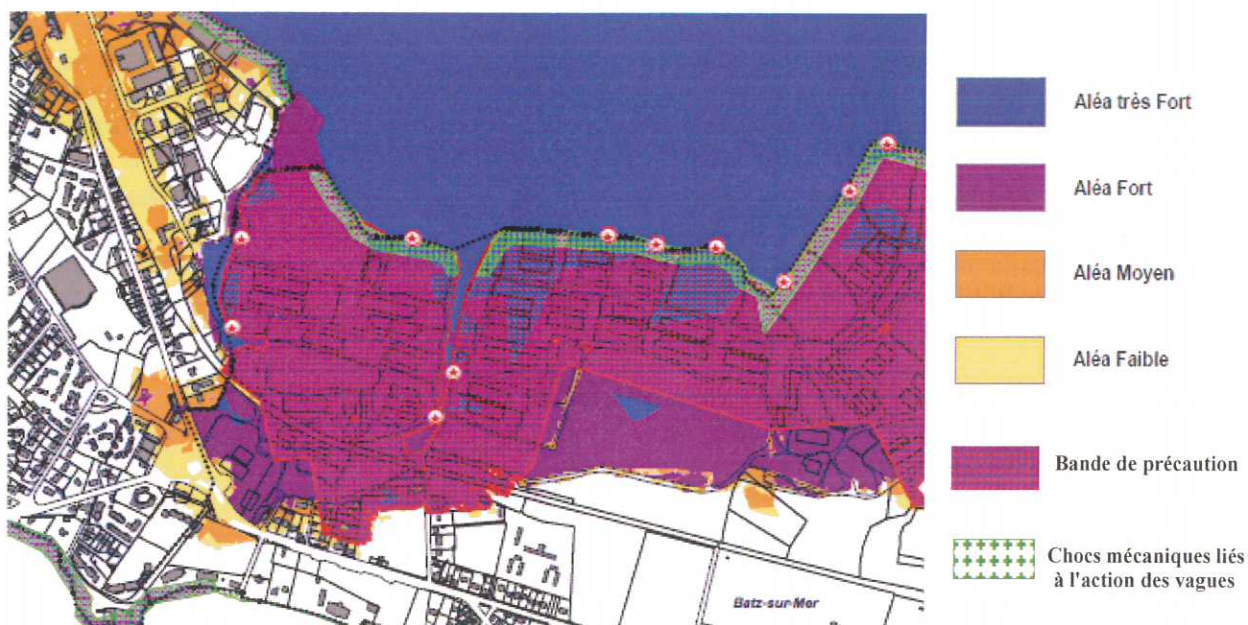 Aléa très Fort
Aléa Fort
Aléa Moyen
Aléa Faible
Bande de précaution
Chocs mécaniques liés
à l'action des vagues
Batz-sur-Mer